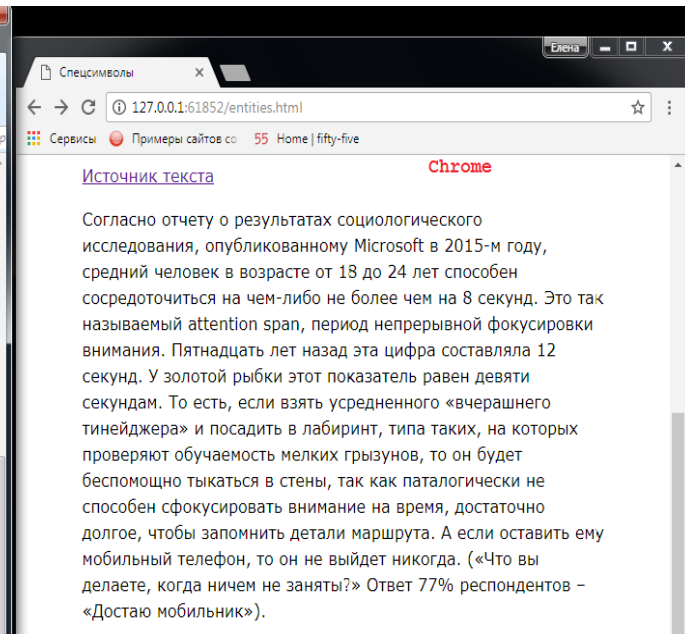 Елена
Спецсимволы
127.0.0.1:61852/entities.html
Сервисы Примеры сайтов со 55 Home | fifty-five
Chrome
Источник текста
Согласно отчету о результатах социологического
исследования, опубликованному Microsoft в 2015-м году,
средний человек в возрасте от 18 до 24 лет способен
сосредоточиться на чем-либо не более чем на 8 секунд. Это так
называемый attention span, период непрерывной фокусировки
внимания. Пятнадцать лет назад эта цифра составляла 12
секунд. У золотой рыбки этот показатель равен девяти
секундам. То есть, если взять усредненного «вчерашнего
тинейджера» и посадить в лабиринт, типа таких, на которых
проверяют обучаемость мелких грызунов, то он будет
беспомощно тыкаться в стены, так как паталогически не
способен сфокусировать внимание на время, достаточно
долгое, чтобы запомнить детали маршрута. А если оставить ему
мобильный телефон, то он не выйдет никогда. («Что вы
делаете, когда ничем не заняты?» Ответ 77% респондентов –
«Достаю мобильник»).